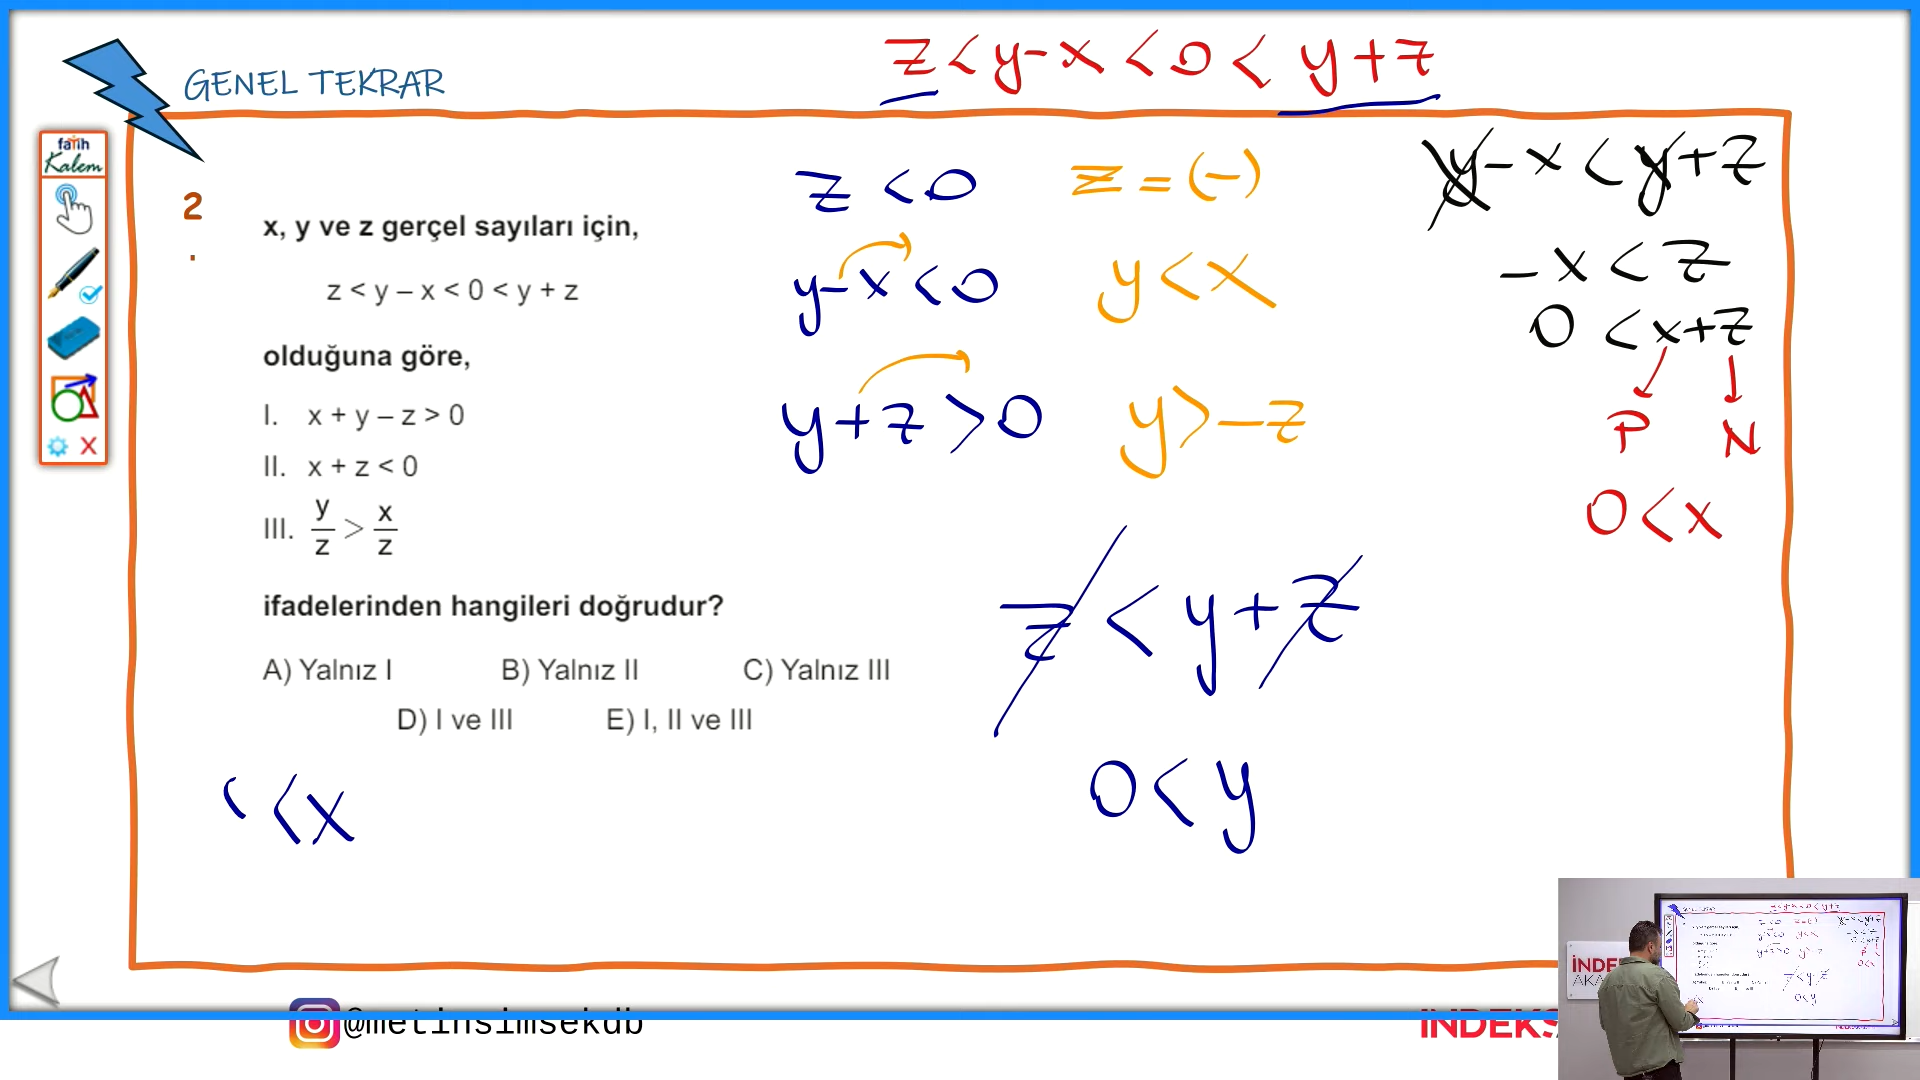 z < y - x < 0 < y + z
GENEL TEKRAR
fatih
Kalem
2
.
x, y ve z gerçel sayıları için,
z < y – x < 0 < y + z
olduğuna göre,
I. x + y – z > 0
II. x + z < 0
III. y/z > x/z
ifadelerinden hangileri doğrudur?
A) Yalnız I B) Yalnız II C) Yalnız III
D) I ve III E) I, II ve III
z < 0 z = (-)
y - x < 0 y < x
y + z > 0 y > - z
z < y + z
0 < y
y - x < y + z
- x < z
0 < x + z
P N
0 < x
< x
@metinsimsekdb
INDEKS